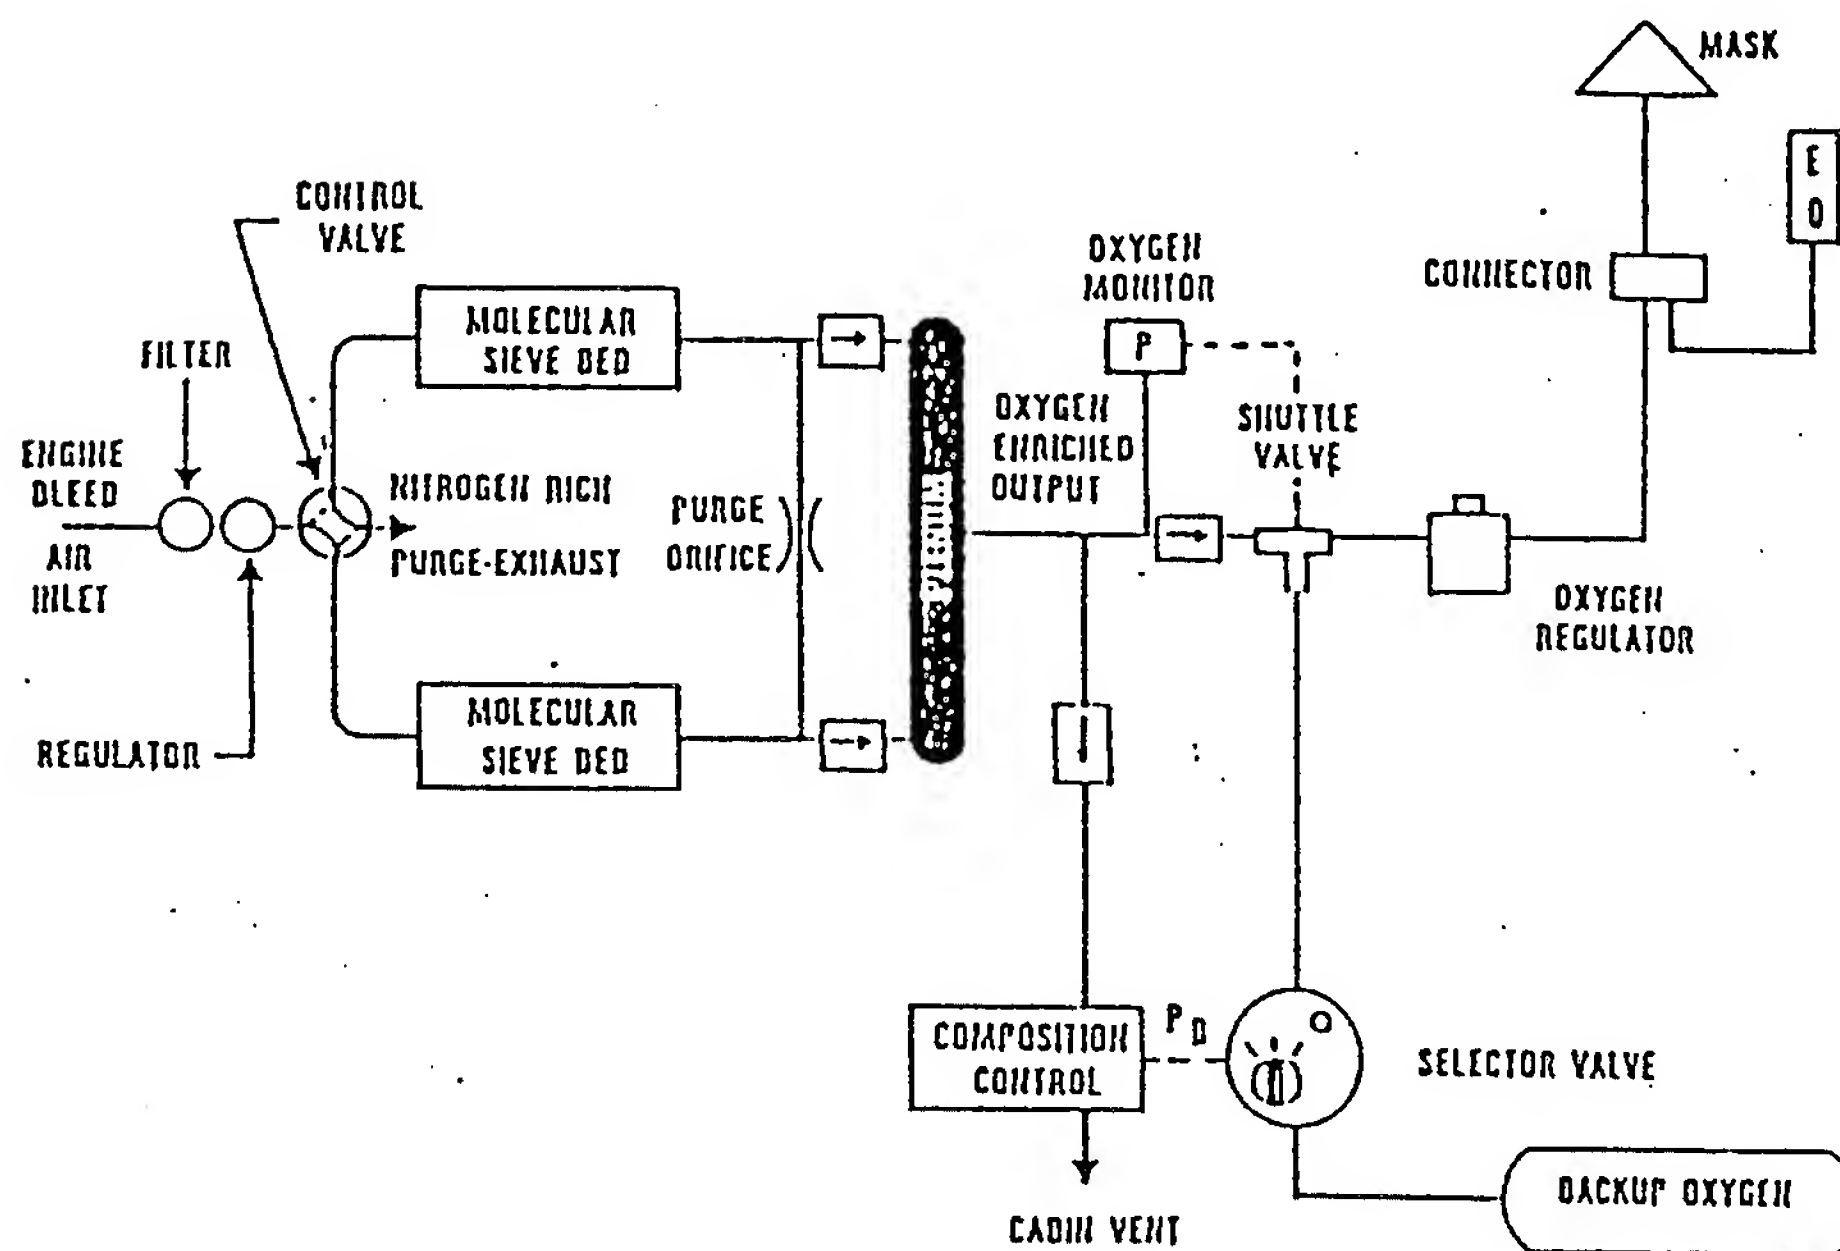 MASK
E
O
CONTROL
VALVE
OXYGEN
MONITOR
CONNECTOR
MOLECULAR
SIEVE BED
P
FILTER
OXYGEN
ENRICHED
OUTPUT
SHUTTLE
VALVE
ENGINE
BLEED
AIR
INLET
NITROGEN RICH
PURGE-EXHAUST
PURGE
ORIFICE
OXYGEN
REGULATOR
REGULATOR
MOLECULAR
SIEVE BED
COMPOSITION
CONTROL
P
SELECTOR VALVE
BACKUP OXYGEN
CABIN VENT